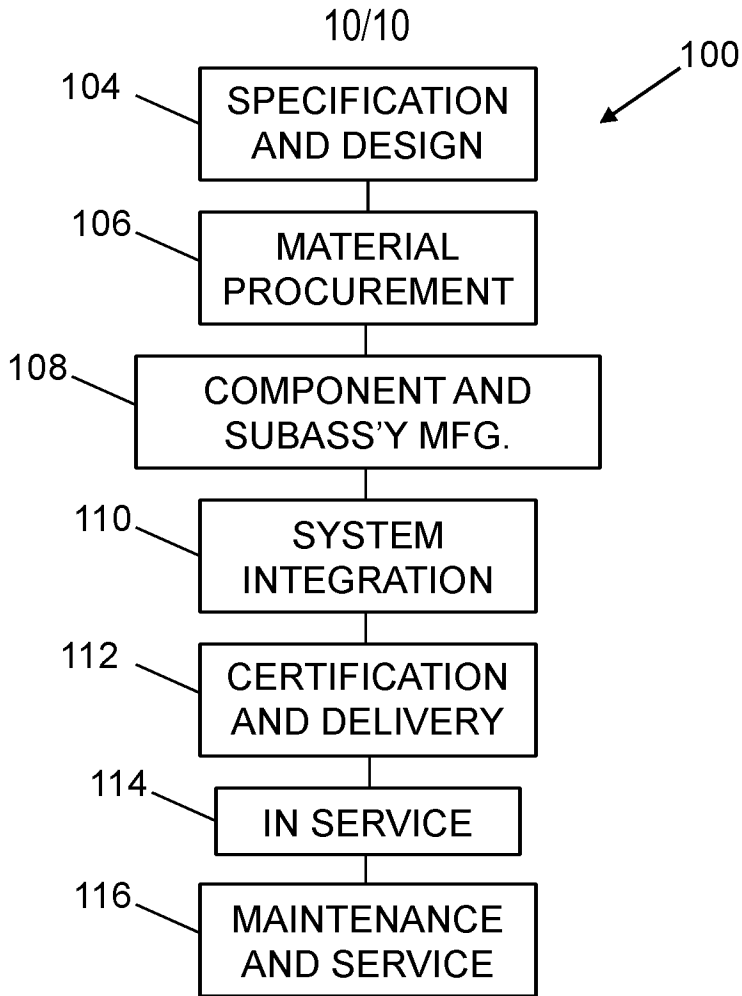 10/10
100
104
SPECIFICATION
AND DESIGN
106
MATERIAL
PROCUREMENT
108
COMPONENT AND
SUBASS’Y MFG.
110
SYSTEM
INTEGRATION
112
CERTIFICATION
AND DELIVERY
114
IN SERVICE
116
MAINTENANCE
AND SERVICE